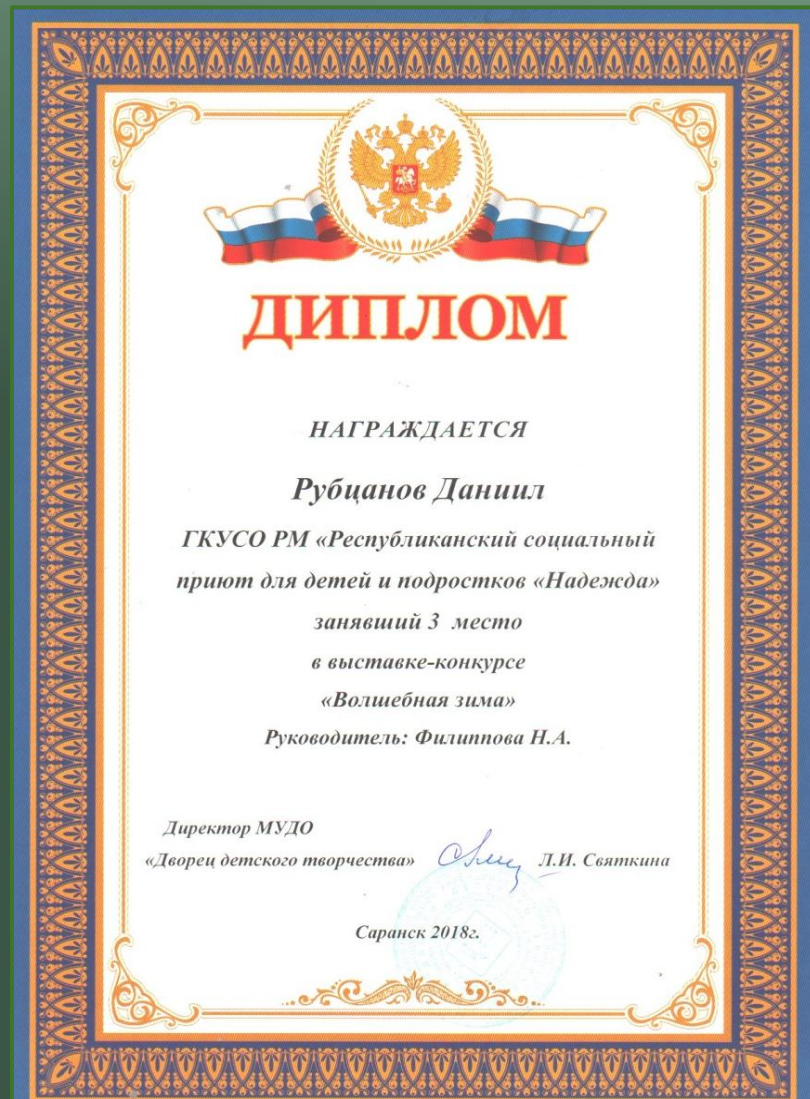 ДИПЛОМ
НАГРАЖДАЕТСЯ
Рубцанов Даниил
ГКУСО РМ «Республиканский социальный
приют для детей и подростков «Надежда»
занявший 3 место
в выставке-конкурсе
«Волшебная зима»
Руководитель: Филиппова Н.А.
Директор МУДО
«Дворец детского творчества» Л.И. Святкина
Саранск 2018г.